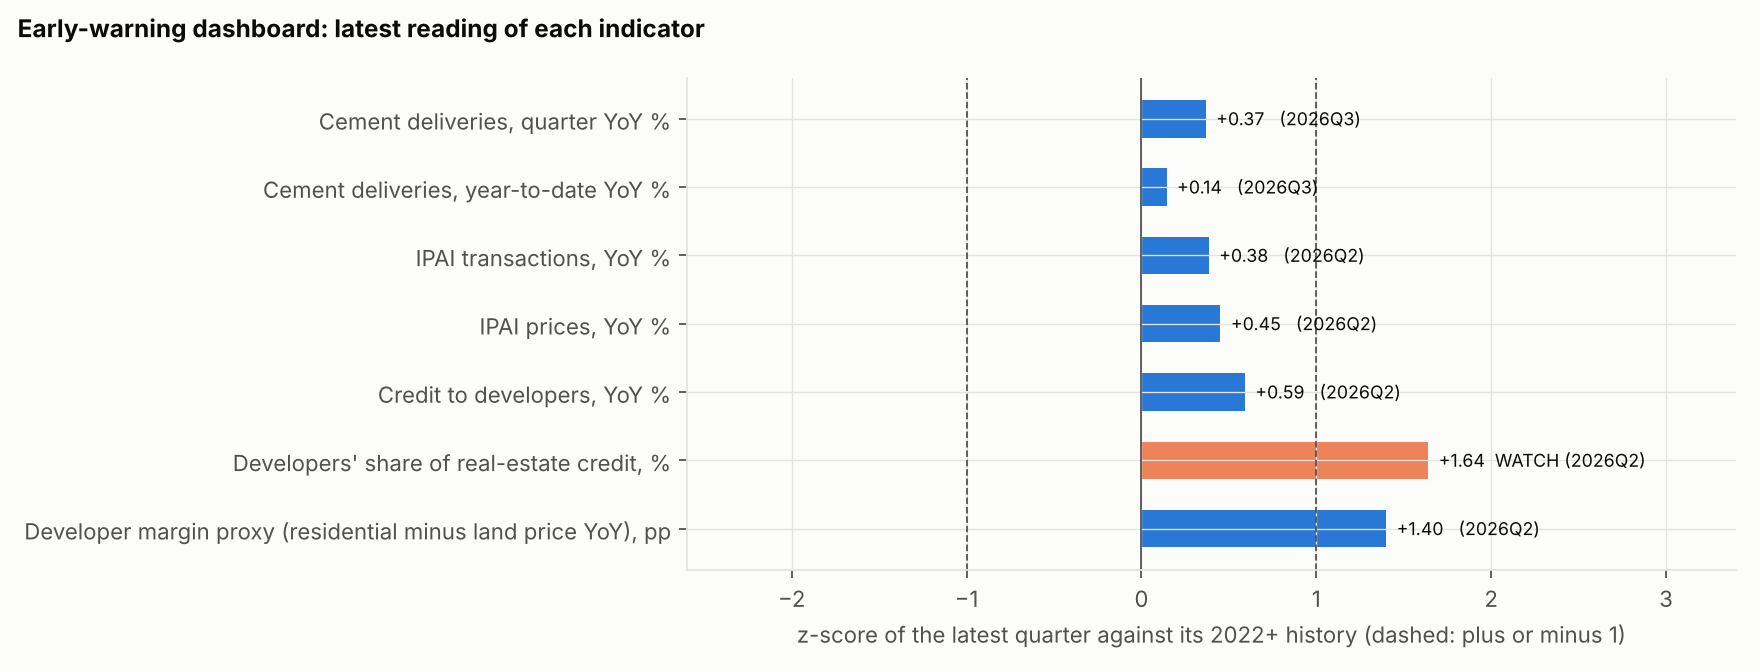 Early-warning dashboard: latest reading of each indicator
Cement deliveries, quarter YoY %
+0.37 (2026Q3)
Cement deliveries, year-to-date YoY %
+0.14 (2026Q3)
IPAI transactions, YoY %
+0.38 (2026Q2)
IPAI prices, YoY %
+0.45 (2026Q2)
Credit to developers, YoY %
+0.59 (2026Q2)
Developers' share of real-estate credit, %
+1.64 WATCH (2026Q2)
Developer margin proxy (residential minus land price YoY), pp
+1.40 (2026Q2)
−2 −1 0 1 2 3
z-score of the latest quarter against its 2022+ history (dashed: plus or minus 1)